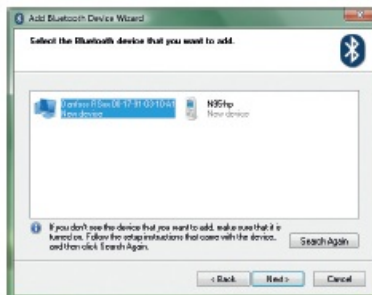 Add Bluetooth Device Wizard
Select the Bluetooth device that you want to add.
New device
N95thp
New device
If you don't see the device that you want to add, make sure that it is
turned on. Follow the setup instructions that came with the device,
and then click Search Again.
Search Again
< Back
Next >
Cancel